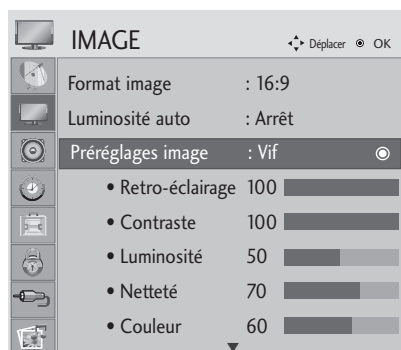 IMAGE Déplacer OK
Format image : 16:9
Luminosité auto : Arrêt
Préréglages image : Vif
• Retro-éclairage 100
• Contraste 100
• Luminosité 50
• Netteté 70
• Couleur 60